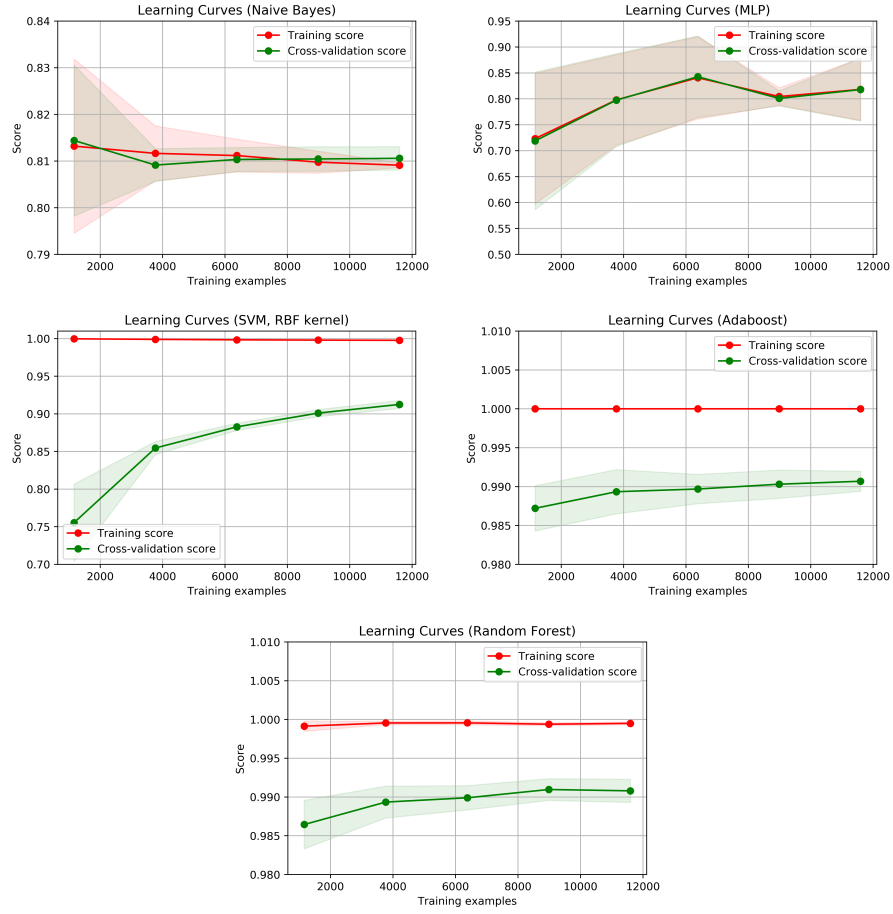 Learning Curves (Naive Bayes)
0.84
0.83
0.82
0.81
0.80
0.79
Score
Training score
Cross-validation score
2000 4000 6000 8000 10000 12000
Training examples
Learning Curves (MLP)
0.95
0.90
0.85
0.80
0.75
0.70
0.65
0.60
0.55
0.50
Score
Training score
Cross-validation score
2000 4000 6000 8000 10000 12000
Training examples
Learning Curves (SVM, RBF kernel)
1.00
0.95
0.90
0.85
0.80
0.75
0.70
Score
Training score
Cross-validation score
2000 4000 6000 8000 10000 12000
Training examples
Learning Curves (Adaboost)
1.010
1.005
1.000
0.995
0.990
0.985
0.980
Score
Training score
Cross-validation score
2000 4000 6000 8000 10000 12000
Training examples
Learning Curves (Random Forest)
1.010
1.005
1.000
0.995
0.990
0.985
0.980
Score
Training score
Cross-validation score
2000 4000 6000 8000 10000 12000
Training examples